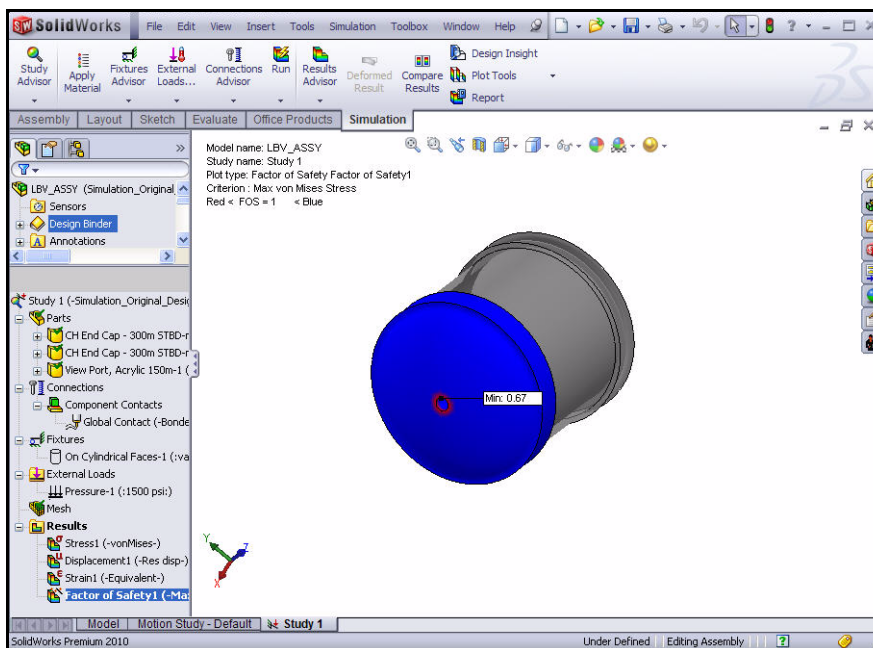 SolidWorks File Edit View Insert Tools Simulation Toolbox Window Help
Study Advisor
Apply Material
Fixtures Advisor
External Loads...
Connections Advisor
Run
Results Advisor
Deformed Result
Compare Results
Design Insight
Plot Tools
Report
Assembly Layout Sketch Evaluate Office Products Simulation
Model name: LBV_ASSY
Study name: Study 1
Plot type: Factor of Safety Factor of Safety1
Criterion : Max von Mises Stress
Red < FOS = 1 < Blue
LBV_ASSY (Simulation_Original
Sensors
Design Binder
Annotations
Study 1 (-Simulation_Original_Desi
Parts
CH End Cap - 300m STBD-r
CH End Cap - 300m STBD-r
View Port, Acrylic 150m-1 (
Connections
Component Contacts
Global Contact (-Bonde
Fixtures
On Cylindrical Faces-1 (:va
External Loads
Pressure-1 (:1500 psi:)
Mesh
Results
Stress1 (-vonMises-)
Displacement1 (-Res disp-)
Strain1 (-Equivalent-)
Factor of Safety1 (-Ma
Min: 0.67
Y
Z
X
Model Motion Study - Default Study 1
SolidWorks Premium 2010 Under Defined Editing Assembly